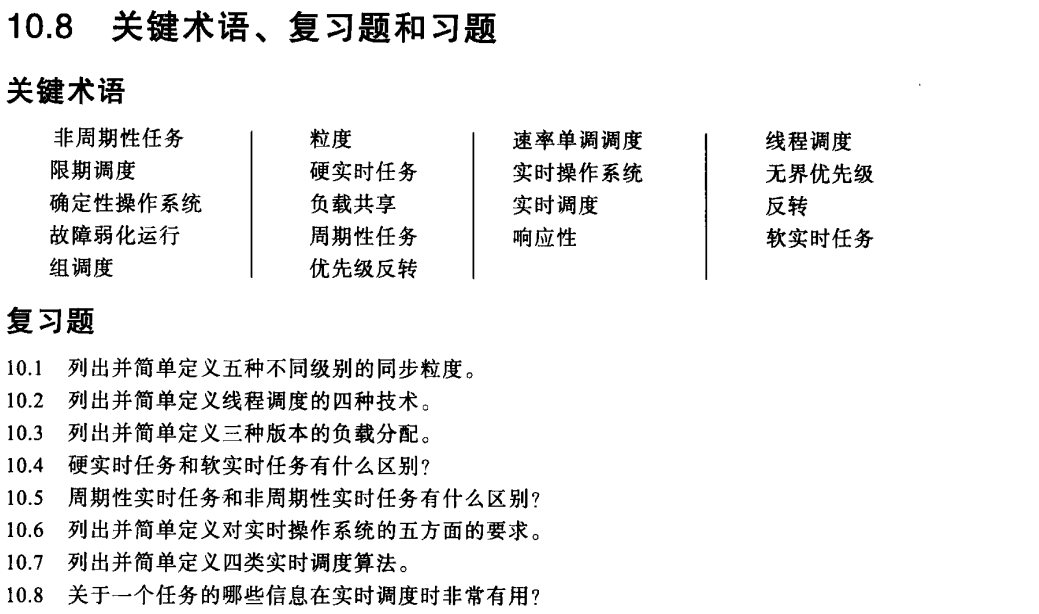 10.8 关键术语、复习题和习题
关键术语
非周期性任务 粒度 速率单调调度 线程调度
限期调度 硬实时任务 实时操作系统 无界优先级
确定性操作系统 负载共享 实时调度 反转
故障弱化运行 周期性任务 响应性 软实时任务
组调度 优先级反转
复习题
10.1 列出并简单定义五种不同级别的同步粒度。
10.2 列出并简单定义线程调度的四种技术。
10.3 列出并简单定义三种版本的负载分配。
10.4 硬实时任务和软实时任务有什么区别?
10.5 周期性实时任务和非周期性实时任务有什么区别?
10.6 列出并简单定义对实时操作系统的五方面的要求。
10.7 列出并简单定义四类实时调度算法。
10.8 关于一个任务的哪些信息在实时调度时非常有用?